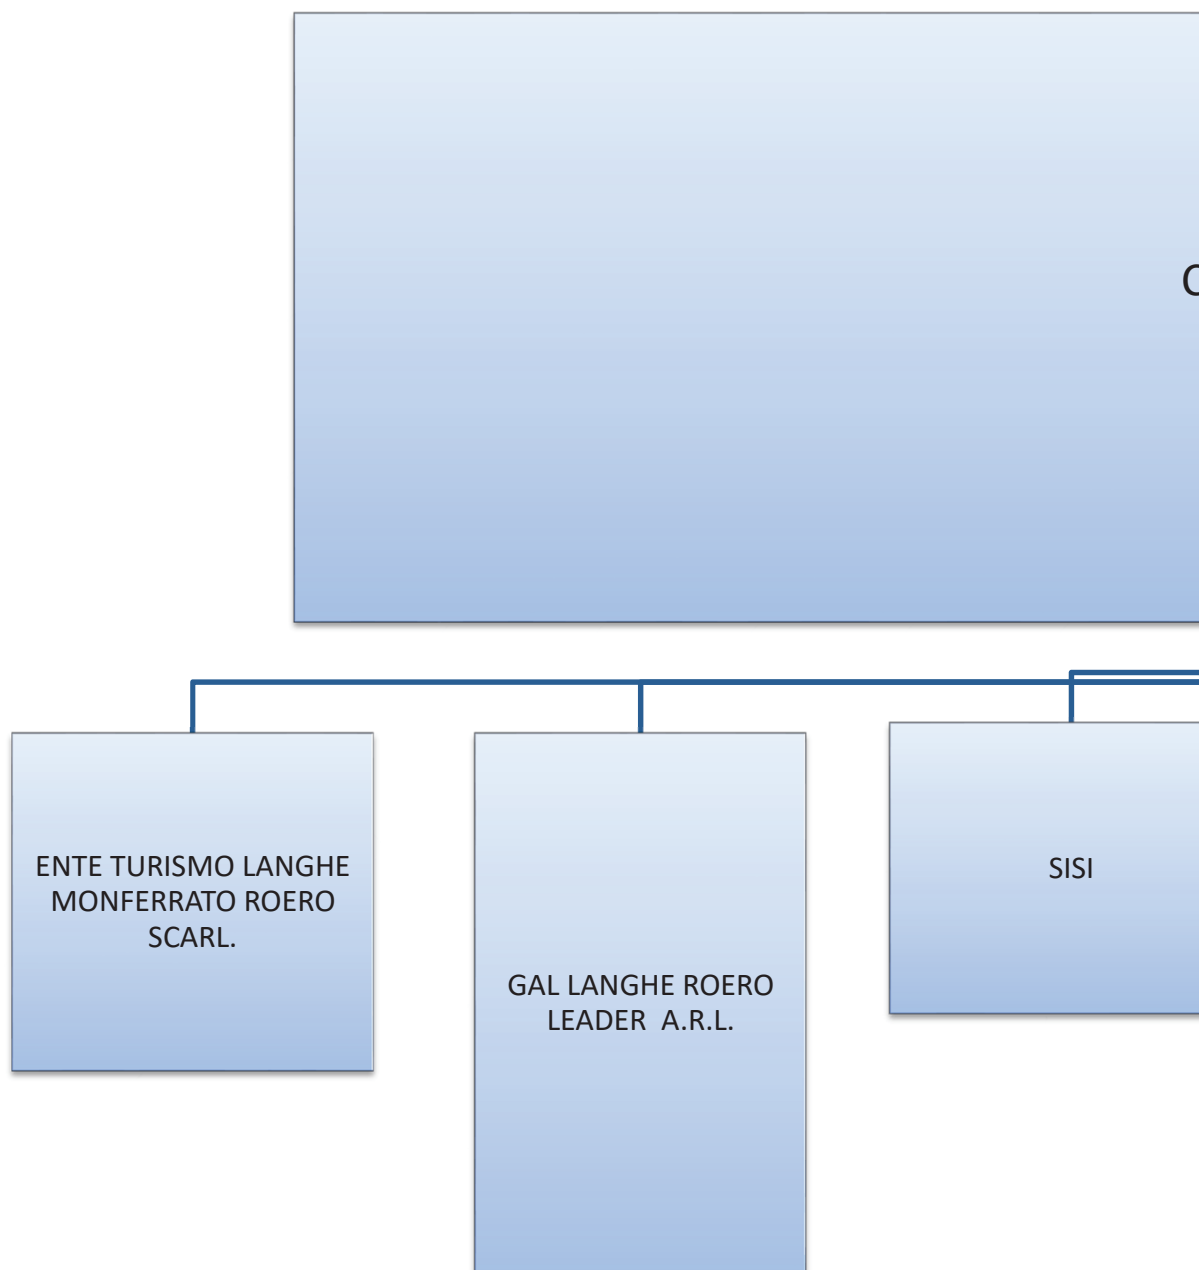 C
ENTE TURISMO LANGHE
MONFERRATO ROERO
SCARL.
GAL LANGHE ROERO
LEADER A.R.L.
SISI